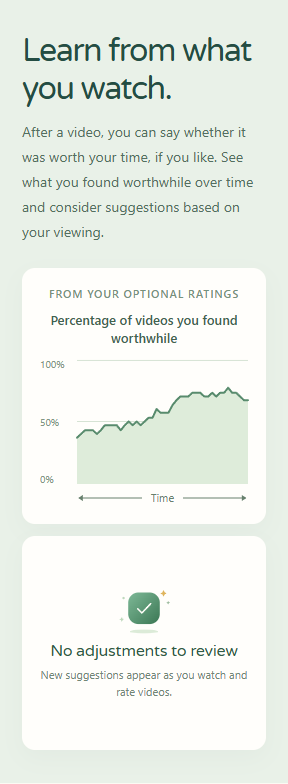 Learn from what
you watch.
After a video, you can say whether it
was worth your time, if you like. See
what you found worthwhile over time
and consider suggestions based on
your viewing.
FROM YOUR OPTIONAL RATINGS
Percentage of videos you found
worthwhile
100%
50%
0%
Time
No adjustments to review
New suggestions appear as you watch and
rate videos.